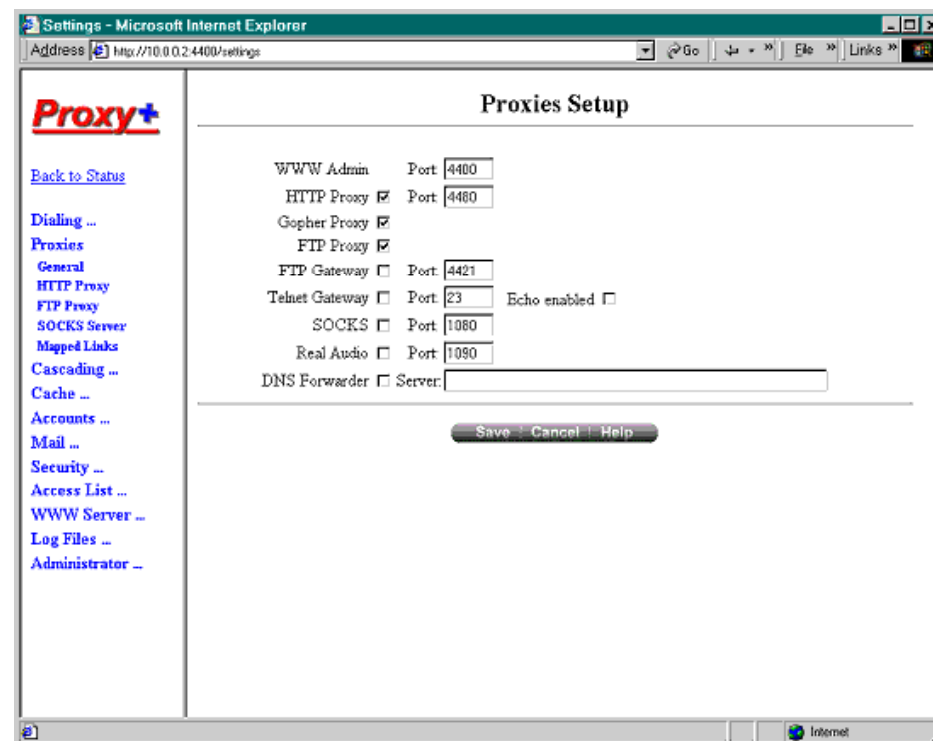 Settings - Microsoft Internet Explorer
Address http://10.0.0.2:4400/settings Go File » Links »
Proxy+
Back to Status
Dialing ...
Proxies
General
HTTP Proxy
FTP Proxy
SOCKS Server
Mapped Links
Cascading ...
Cache ...
Accounts ...
Mail ...
Security ...
Access List ...
WWW Server ...
Log Files ...
Administrator ...
Proxies Setup
WWW Admin Port: 4400
HTTP Proxy Port: 4480
Gopher Proxy
FTP Proxy
FTP Gateway Port: 4421
Telnet Gateway Port: 23 Echo enabled
SOCKS Port: 1080
Real Audio Port: 1090
DNS Forwarder Server:
Save | Cancel | Help
Internet